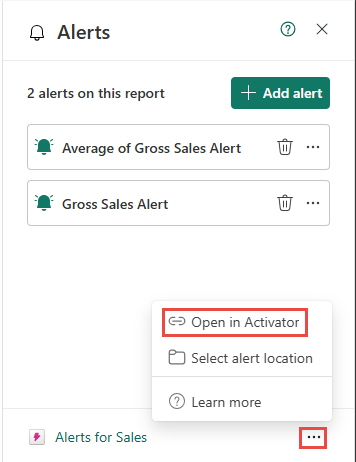 Alerts
2 alerts on this report
Add alert
Average of Gross Sales Alert
Gross Sales Alert
Open in Activator
Select alert location
Learn more
Alerts for Sales